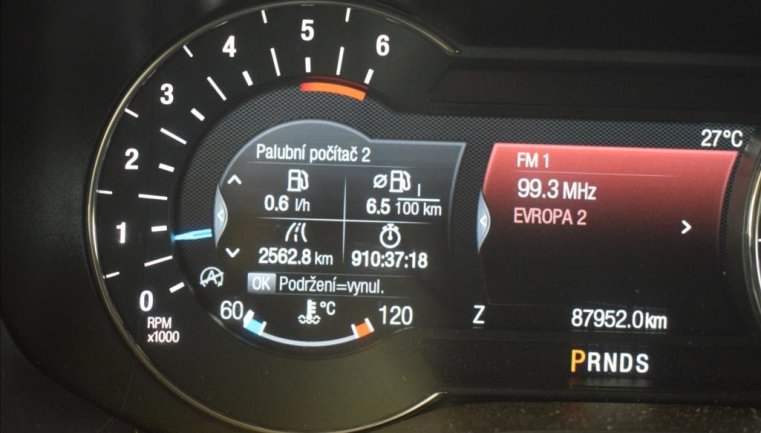 6
5
4
3
2
1
0
RPM
x1000
Palubní počítač 2
0.6 l/h
⌀ 6.5 l/100 km
2562.8 km
910:37:18
OK Podržení=vynul.
60 °C 120
27°C
FM 1
99.3 MHz
EVROPA 2
Z 87952.0km
PRNDS